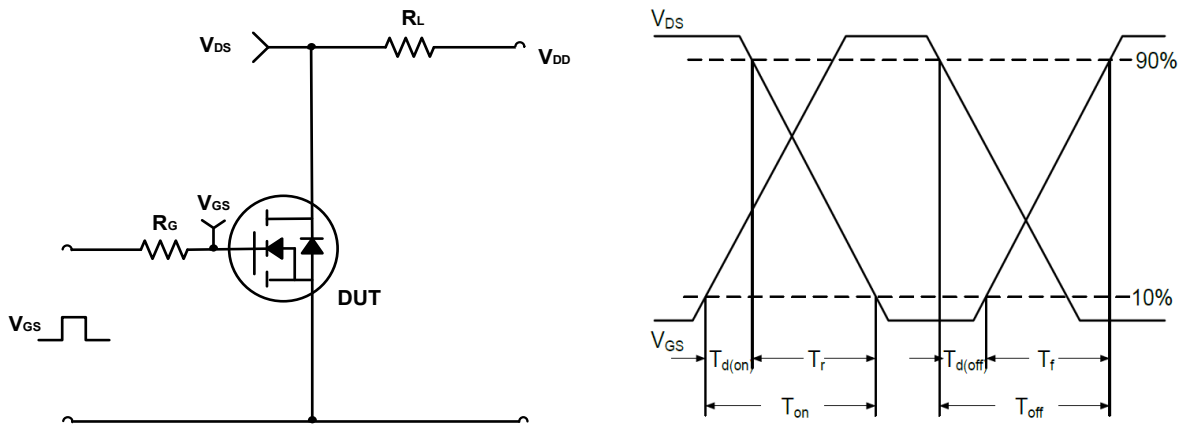 RL
VDS
VDD
VGS
RG
DUT
VGS
VDS
90%
10%
VGS
Td(on)
Tr
Td(off)
Tf
Ton
Toff